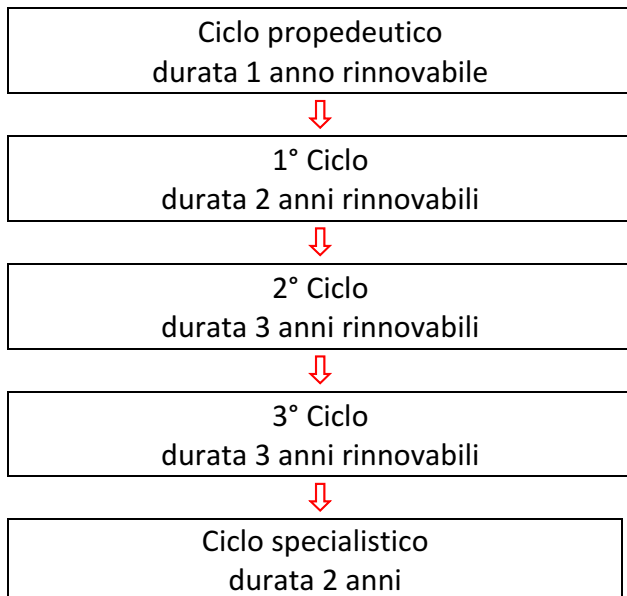 Ciclo propedeutico
durata 1 anno rinnovabile
1° Ciclo
durata 2 anni rinnovabili
2° Ciclo
durata 3 anni rinnovabili
3° Ciclo
durata 3 anni rinnovabili
Ciclo specialistico
durata 2 anni